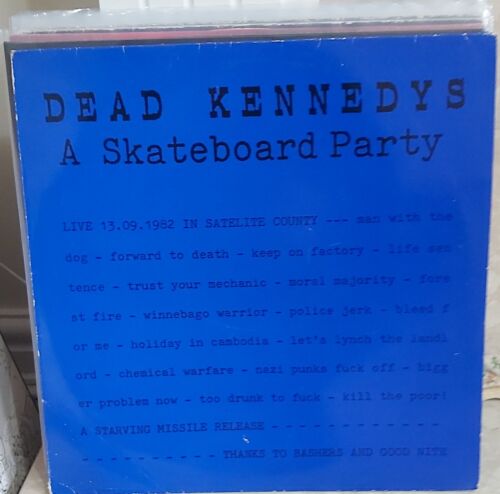 DEAD KENNEDYS
A Skateboard Party
LIVE 13.09.1982 IN SATELITE COUNTY --- man with the
dog - forward to death - keep on factory - life sen
tence - trust your mechanic - moral majority - fore
st fire - winnebago warrior - police jerk - bleed f
or me - holiday in cambodia - let's lynch the landl
ord - chemical warfare - nazi punks fuck off - bigg
er problem now - too drunk to fuck - kill the poor!
A STARVING MISSILE RELEASE - - - - - - - - - - - -
- - - - - - - - - - THANKS TO BASHERS AND GOOD NITE